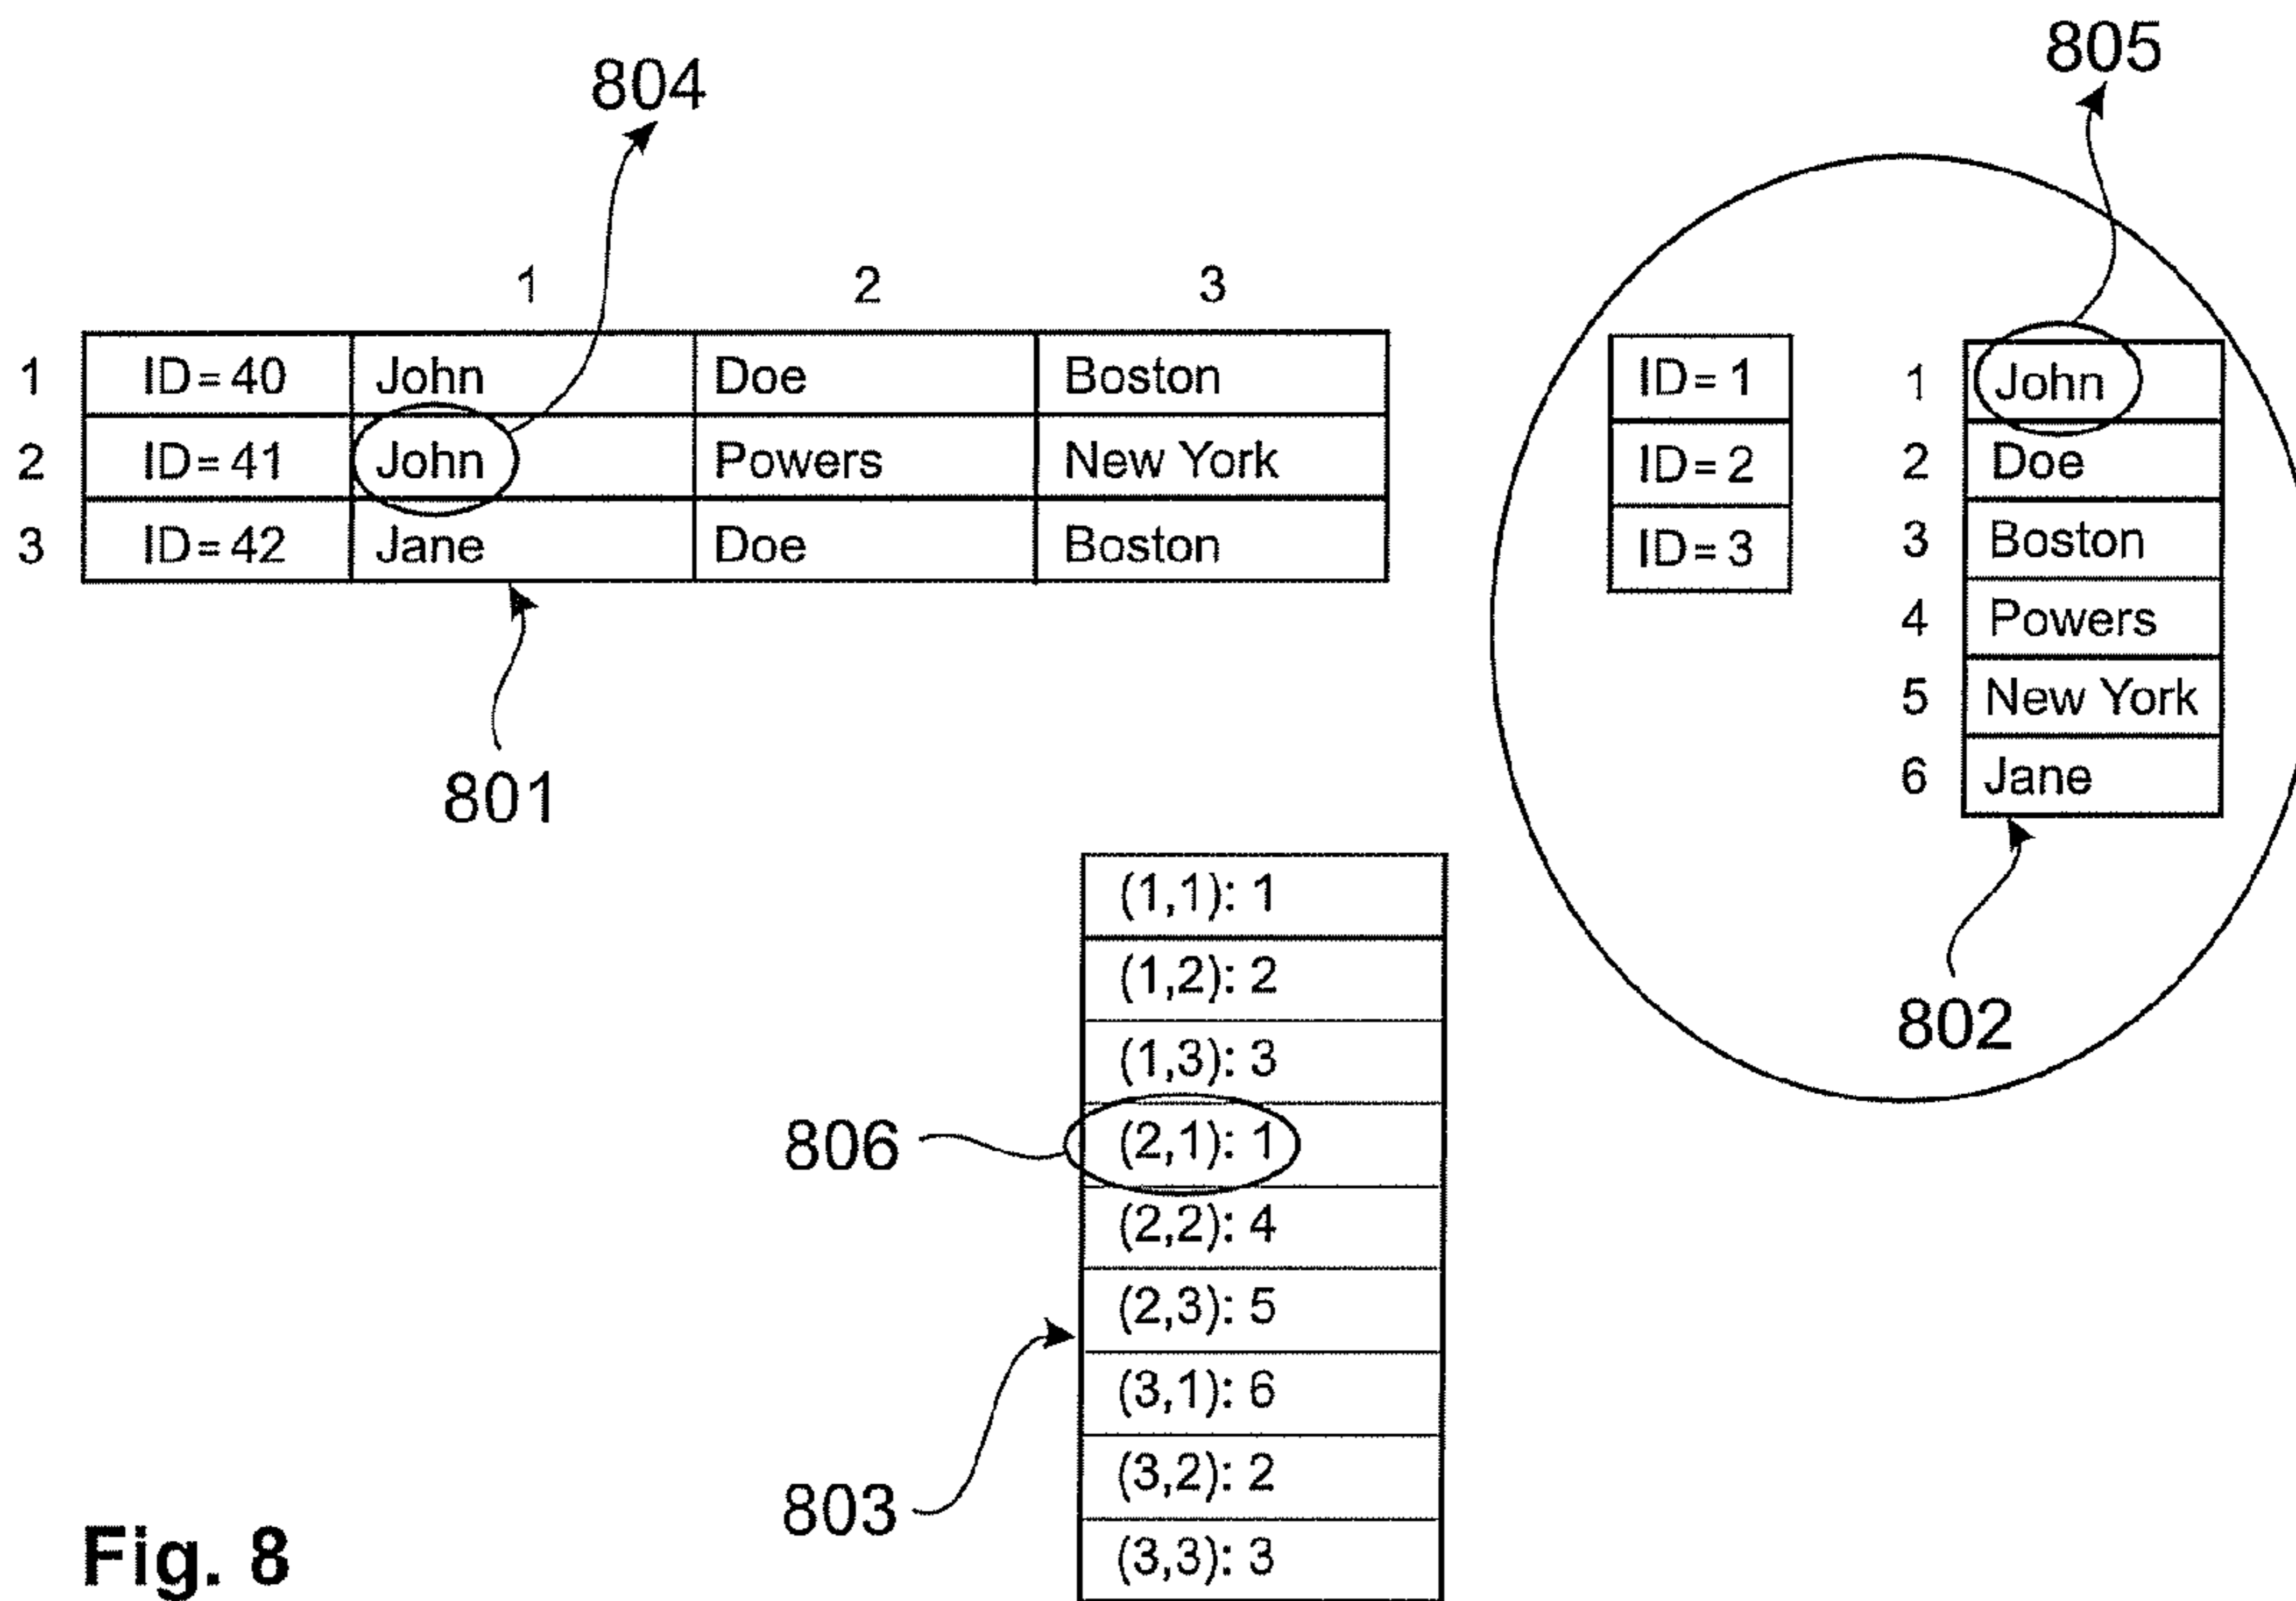 804
805
1 2 3
1 ID=40 John Doe Boston
2 ID=41 John Powers New York
3 ID=42 Jane Doe Boston
801
ID=1
ID=2
ID=3
1 John
2 Doe
3 Boston
4 Powers
5 New York
6 Jane
802
(1,1): 1
(1,2): 2
(1,3): 3
806 (2,1): 1
(2,2): 4
(2,3): 5
(3,1): 6
(3,2): 2
803
(3,3): 3
Fig. 8